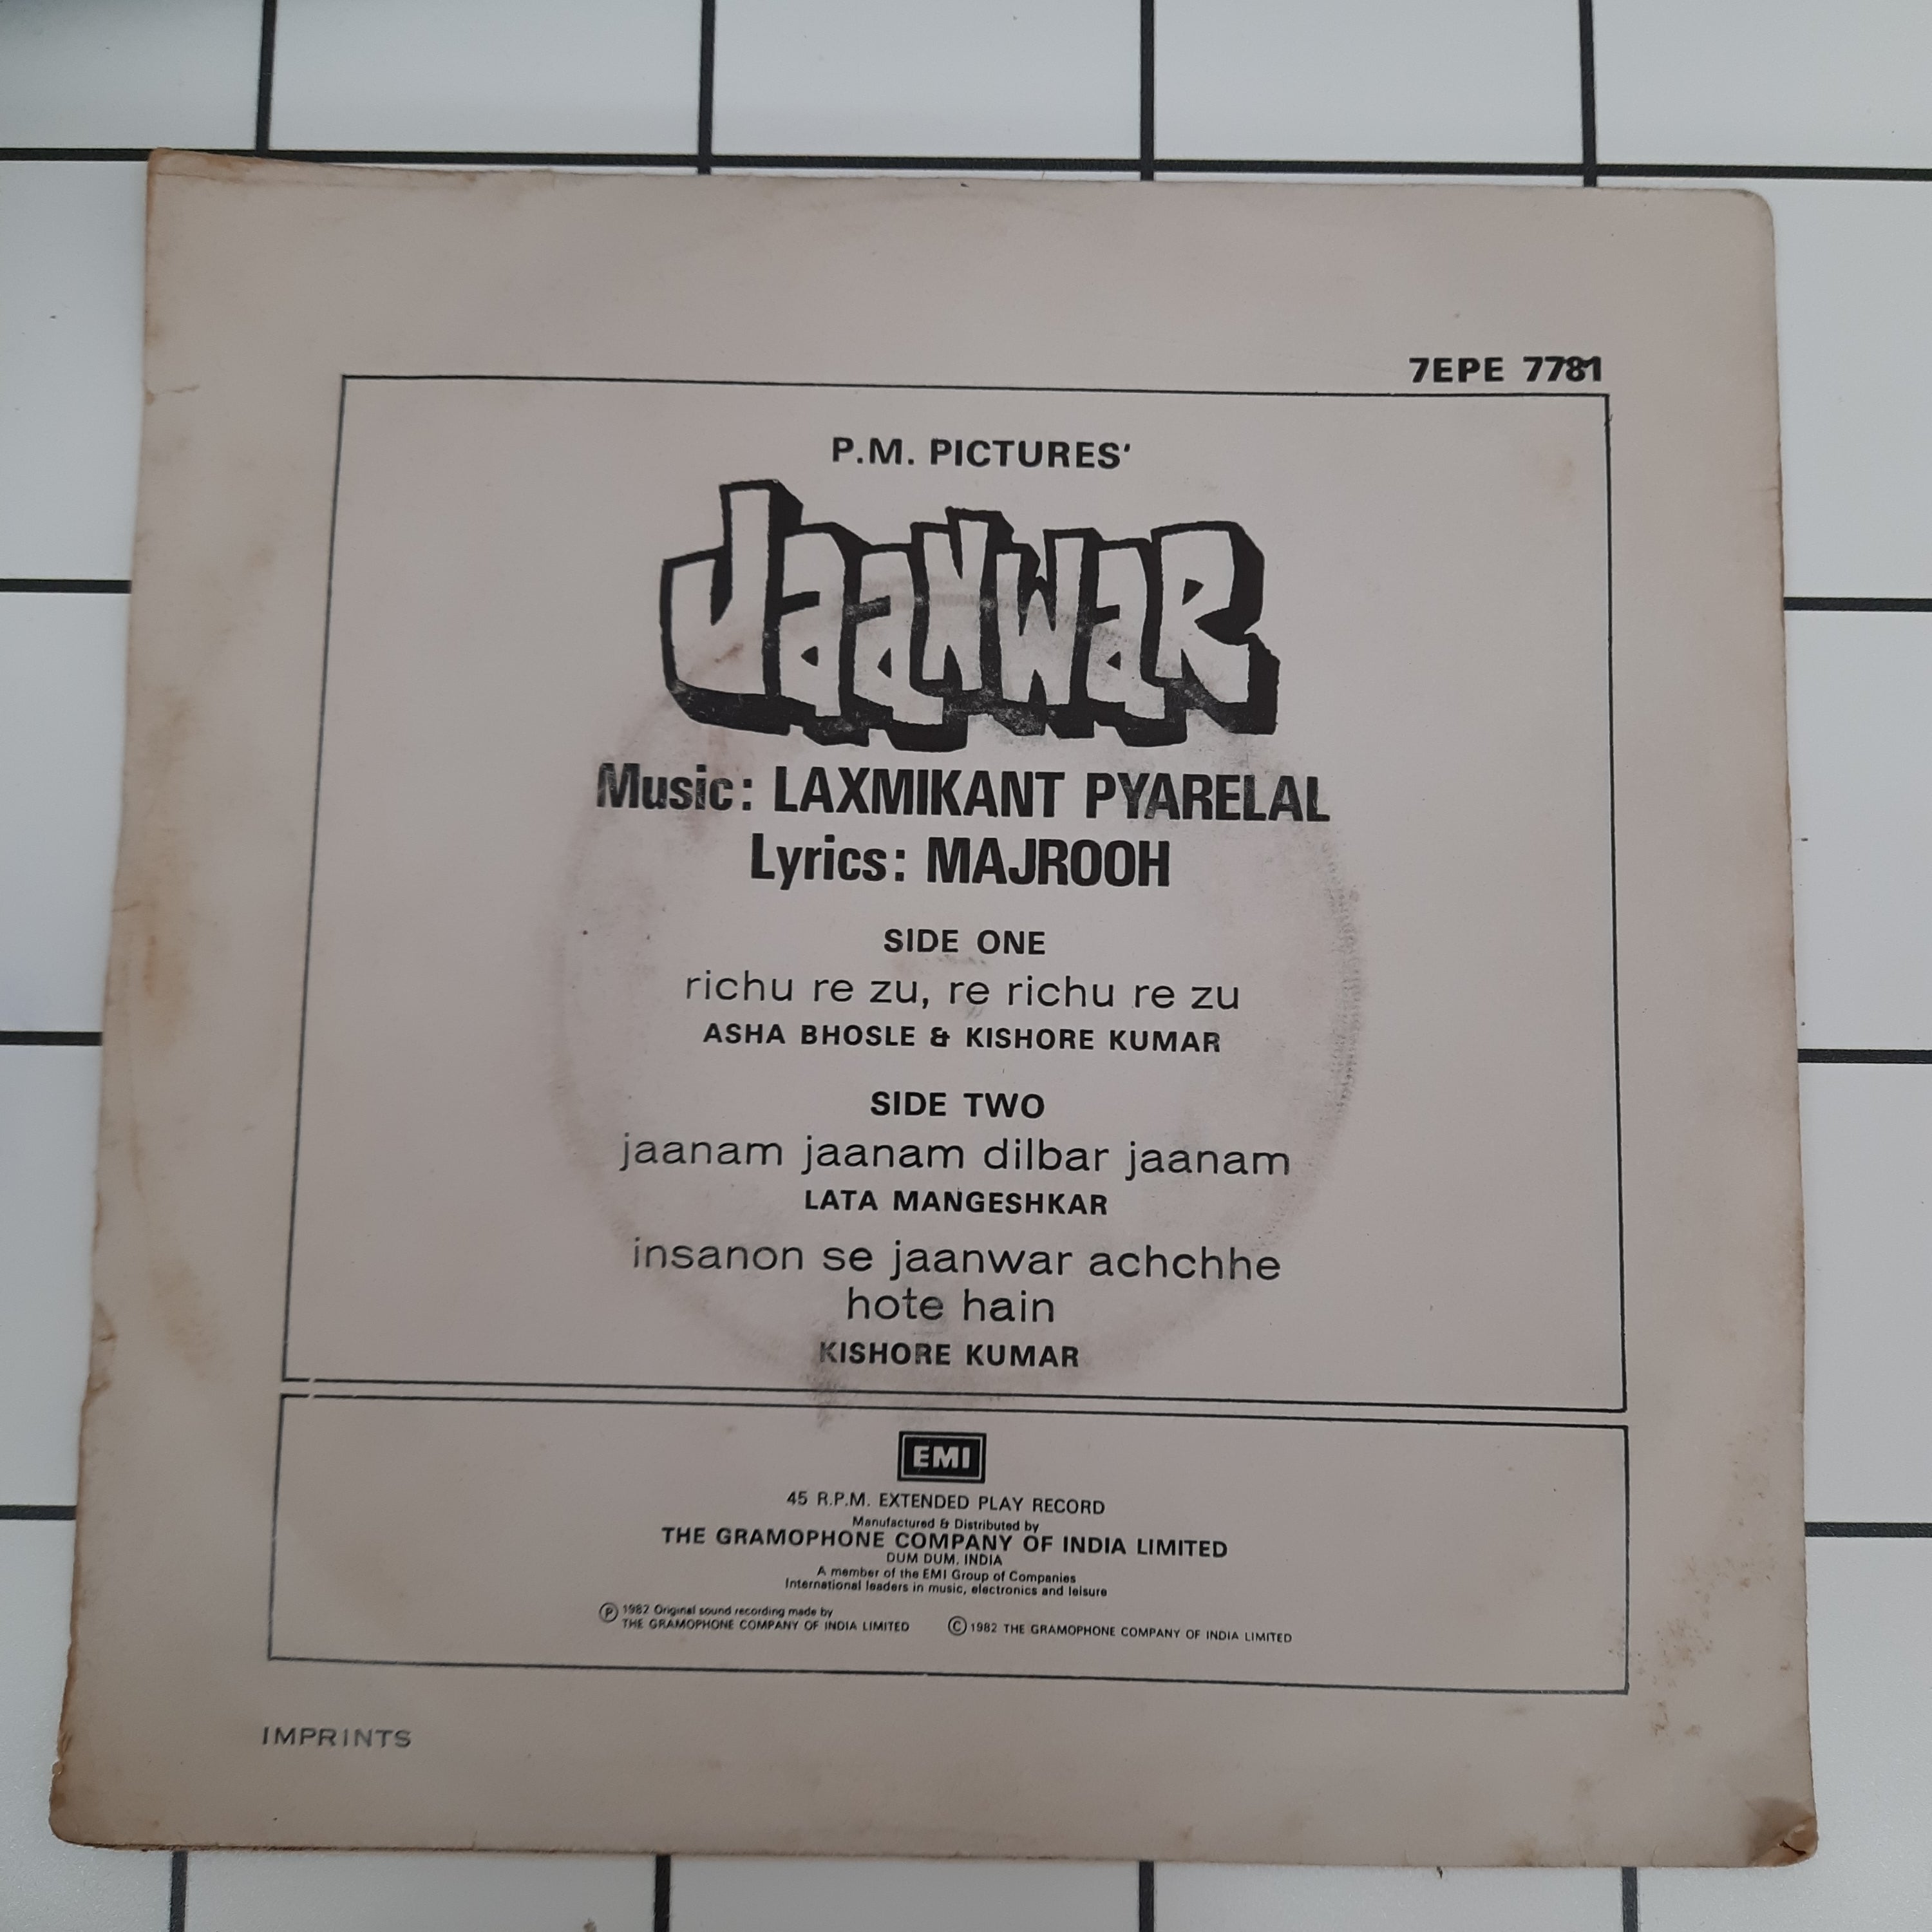 7EPE 7781
P.M. PICTURES'
Jaanwar
Music: LAXMIKANT PYARELAL
Lyrics: MAJROOH
SIDE ONE
richu re zu, re richu re zu
ASHA BHOSLE & KISHORE KUMAR
SIDE TWO
jaanam jaanam dilbar jaanam
LATA MANGESHKAR
insanon se jaanwar achchhe
hote hain
KISHORE KUMAR
EMI
45 R.P.M. EXTENDED PLAY RECORD
Manufactured & Distributed by
THE GRAMOPHONE COMPANY OF INDIA LIMITED
DUM DUM. INDIA
A member of the EMI Group of Companies
International leaders in music, electronics and leisure
Ⓟ 1982 Original sound recording made by
THE GRAMOPHONE COMPANY OF INDIA LIMITED
© 1982 THE GRAMOPHONE COMPANY OF INDIA LIMITED
IMPRINTS